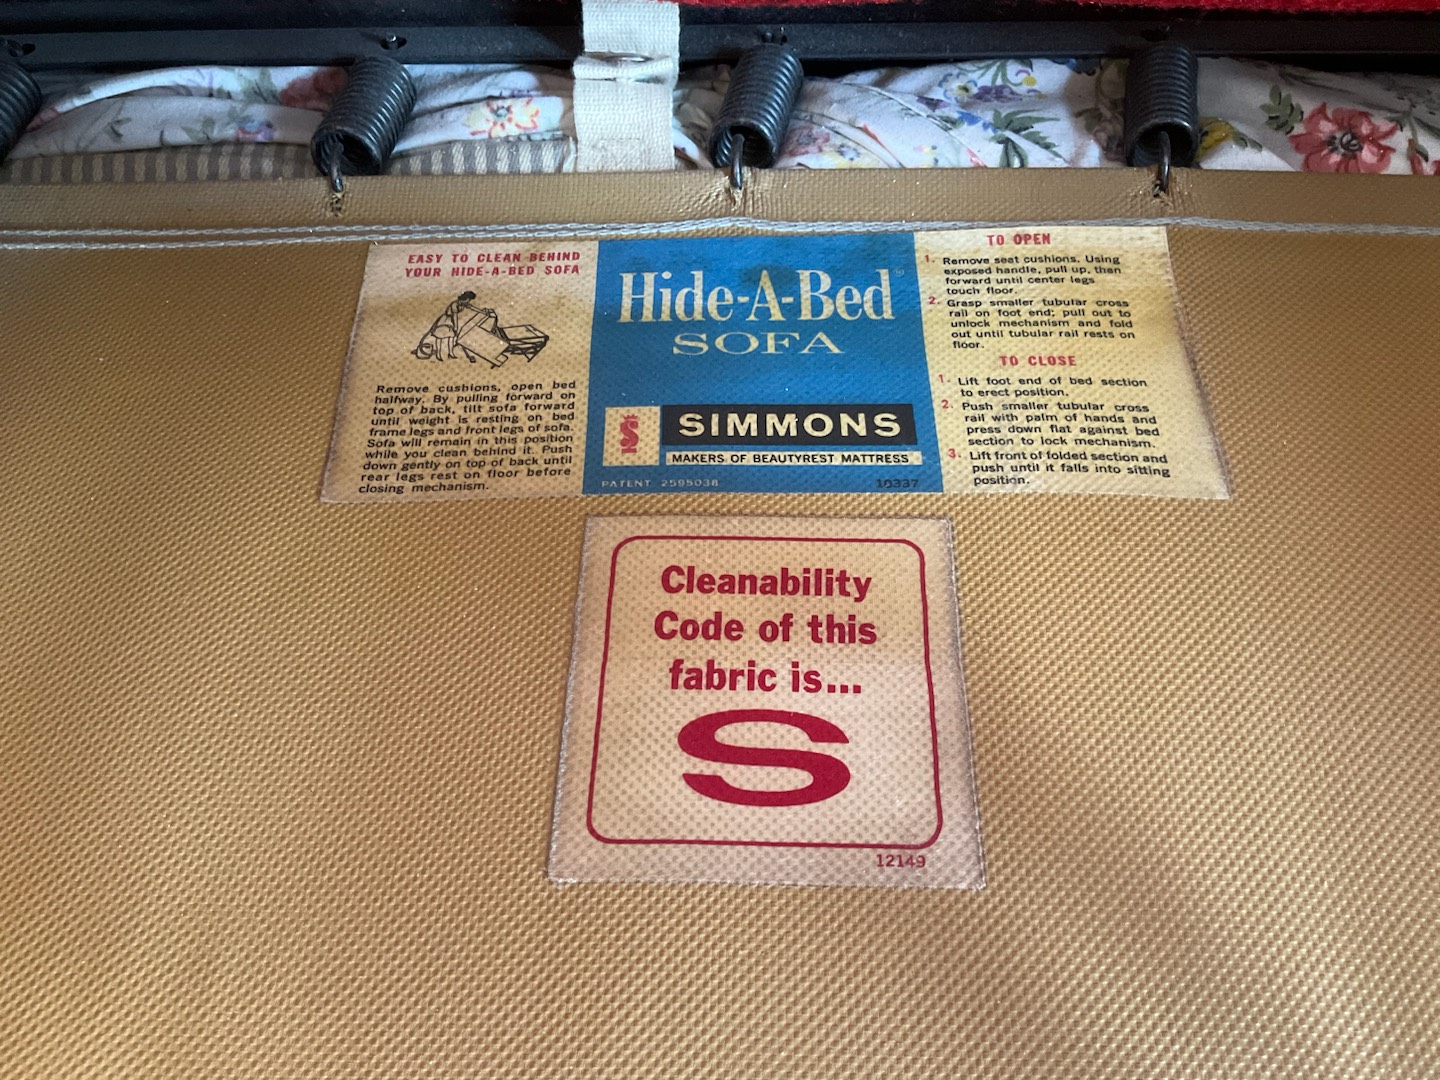 EASY TO CLEAN BEHIND
YOUR HIDE-A-BED SOFA
Remove cushions, open bed
halfway. By pulling forward on
top of back, tilt sofa forward
until weight is resting on bed
frame legs and front legs of sofa.
Sofa will remain in this position
while you clean behind it. Push
down gently on top of back until
rear legs rest on floor before
closing mechanism.
Hide-A-Bed®
SOFA
S
SIMMONS
MAKERS OF BEAUTYREST MATTRESS
PATENT 2595038
10337
TO OPEN
1. Remove seat cushions. Using
exposed handle, pull up, then
forward until center legs
touch floor.
2. Grasp smaller tubular cross
rail on foot end; pull out to
unlock mechanism and fold
out until tubular rail rests on
floor.
TO CLOSE
1. Lift foot end of bed section
to erect position.
2. Push smaller tubular cross
rail with palm of hands and
press down flat against bed
section to lock mechanism.
3. Lift front of folded section and
push until it falls into sitting
position.
Cleanability
Code of this
fabric is...
S
12149